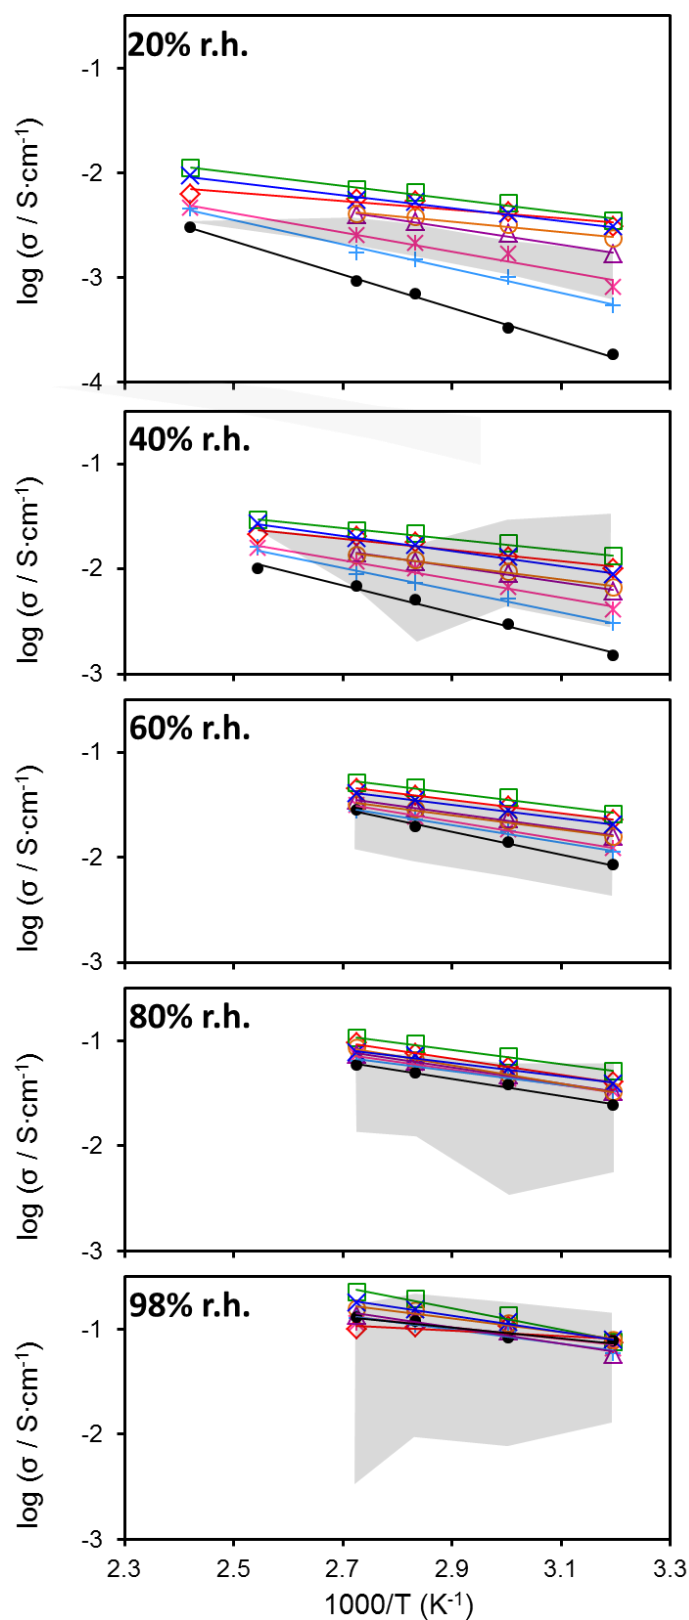 20% r.h.
-1
-2
-3
-4
log (σ / S·cm⁻¹)
40% r.h.
-1
-2
-3
log (σ / S·cm⁻¹)
60% r.h.
-1
-2
-3
log (σ / S·cm⁻¹)
80% r.h.
-1
-2
-3
log (σ / S·cm⁻¹)
98% r.h.
-1
-2
-3
log (σ / S·cm⁻¹)
2.3 2.5 2.7 2.9 3.1 3.3
1000/T (K⁻¹)